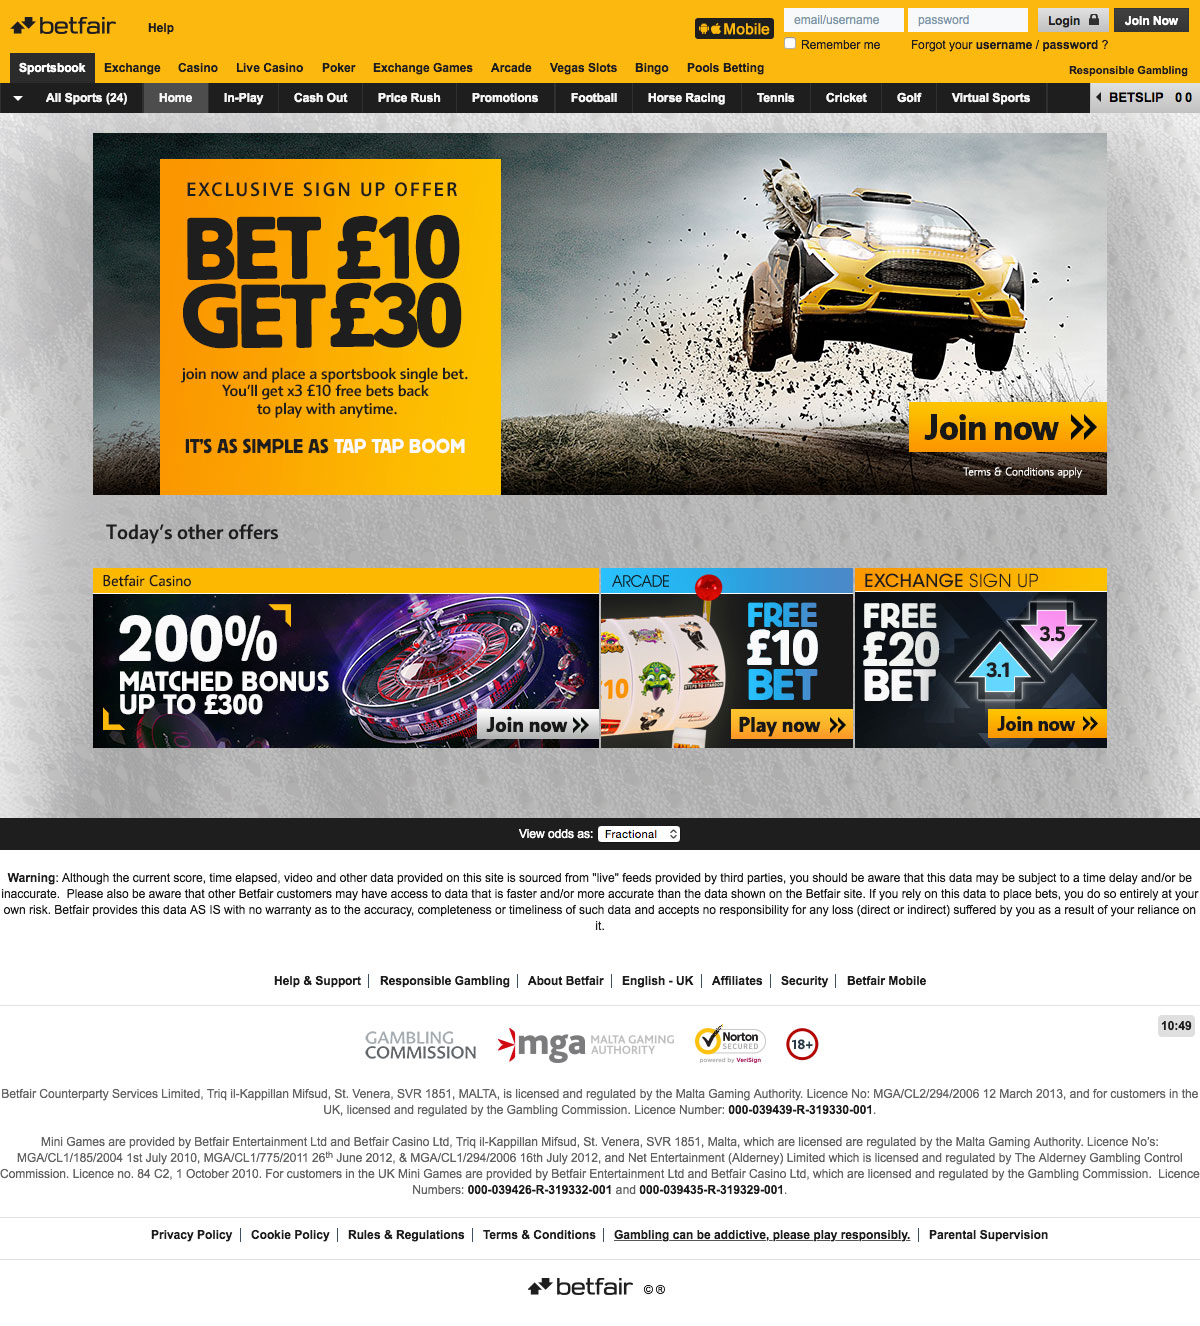 betfair
Help
Mobile
email/username
password
Login
Join Now
Remember me
Forgot your username / password ?
Sportsbook
Exchange
Casino
Live Casino
Poker
Exchange Games
Arcade
Vegas Slots
Bingo
Pools Betting
Responsible Gambling
All Sports (24)
Home
In-Play
Cash Out
Price Rush
Promotions
Football
Horse Racing
Tennis
Cricket
Golf
Virtual Sports
BETSLIP 0 0
EXCLUSIVE SIGN UP OFFER
BET £10
GET £30
join now and place a sportsbook single bet.
You'll get x3 £10 free bets back
to play with anytime.
IT'S AS SIMPLE AS TAP TAP BOOM
Join now »
Terms & Conditions apply
Today's other offers
Betfair Casino
200%
MATCHED BONUS
UP TO £300
Join now »
ARCADE
FREE
£10
BET
10
Play now »
EXCHANGE SIGN UP
FREE
£20
BET
3.5
3.1
Join now »
View odds as: Fractional
Warning: Although the current score, time elapsed, video and other data provided on this site is sourced from "live" feeds provided by third parties, you should be aware that this data may be subject to a time delay and/or be
inaccurate.  Please also be aware that other Betfair customers may have access to data that is faster and/or more accurate than the data shown on the Betfair site. If you rely on this data to place bets, you do so entirely at your
own risk. Betfair provides this data AS IS with no warranty as to the accuracy, completeness or timeliness of such data and accepts no responsibility for any loss (direct or indirect) suffered by you as a result of your reliance on
it.
Help & Support
Responsible Gambling
About Betfair
English - UK
Affiliates
Security
Betfair Mobile
10:49
GAMBLING
COMMISSION
mga MALTA GAMING
AUTHORITY
Norton
SECURED
powered by VeriSign
18+
Betfair Counterparty Services Limited, Triq il-Kappillan Mifsud, St. Venera, SVR 1851, MALTA, is licensed and regulated by the Malta Gaming Authority. Licence No: MGA/CL2/294/2006 12 March 2013, and for customers in the
UK, licensed and regulated by the Gambling Commission. Licence Number: 000-039439-R-319330-001.
Mini Games are provided by Betfair Entertainment Ltd and Betfair Casino Ltd, Triq il-Kappillan Mifsud, St. Venera, SVR 1851, Malta, which are licensed are regulated by the Malta Gaming Authority. Licence No's:
MGA/CL1/185/2004 1st July 2010, MGA/CL1/775/2011 26th June 2012, & MGA/CL1/294/2006 16th July 2012, and Net Entertainment (Alderney) Limited which is licensed and regulated by The Alderney Gambling Control
Commission. Licence no. 84 C2, 1 October 2010. For customers in the UK Mini Games are provided by Betfair Entertainment Ltd and Betfair Casino Ltd, which are licensed and regulated by the Gambling Commission.  Licence
Numbers: 000-039426-R-319332-001 and 000-039435-R-319329-001.
Privacy Policy
Cookie Policy
Rules & Regulations
Terms & Conditions
Gambling can be addictive, please play responsibly.
Parental Supervision
betfair © ®